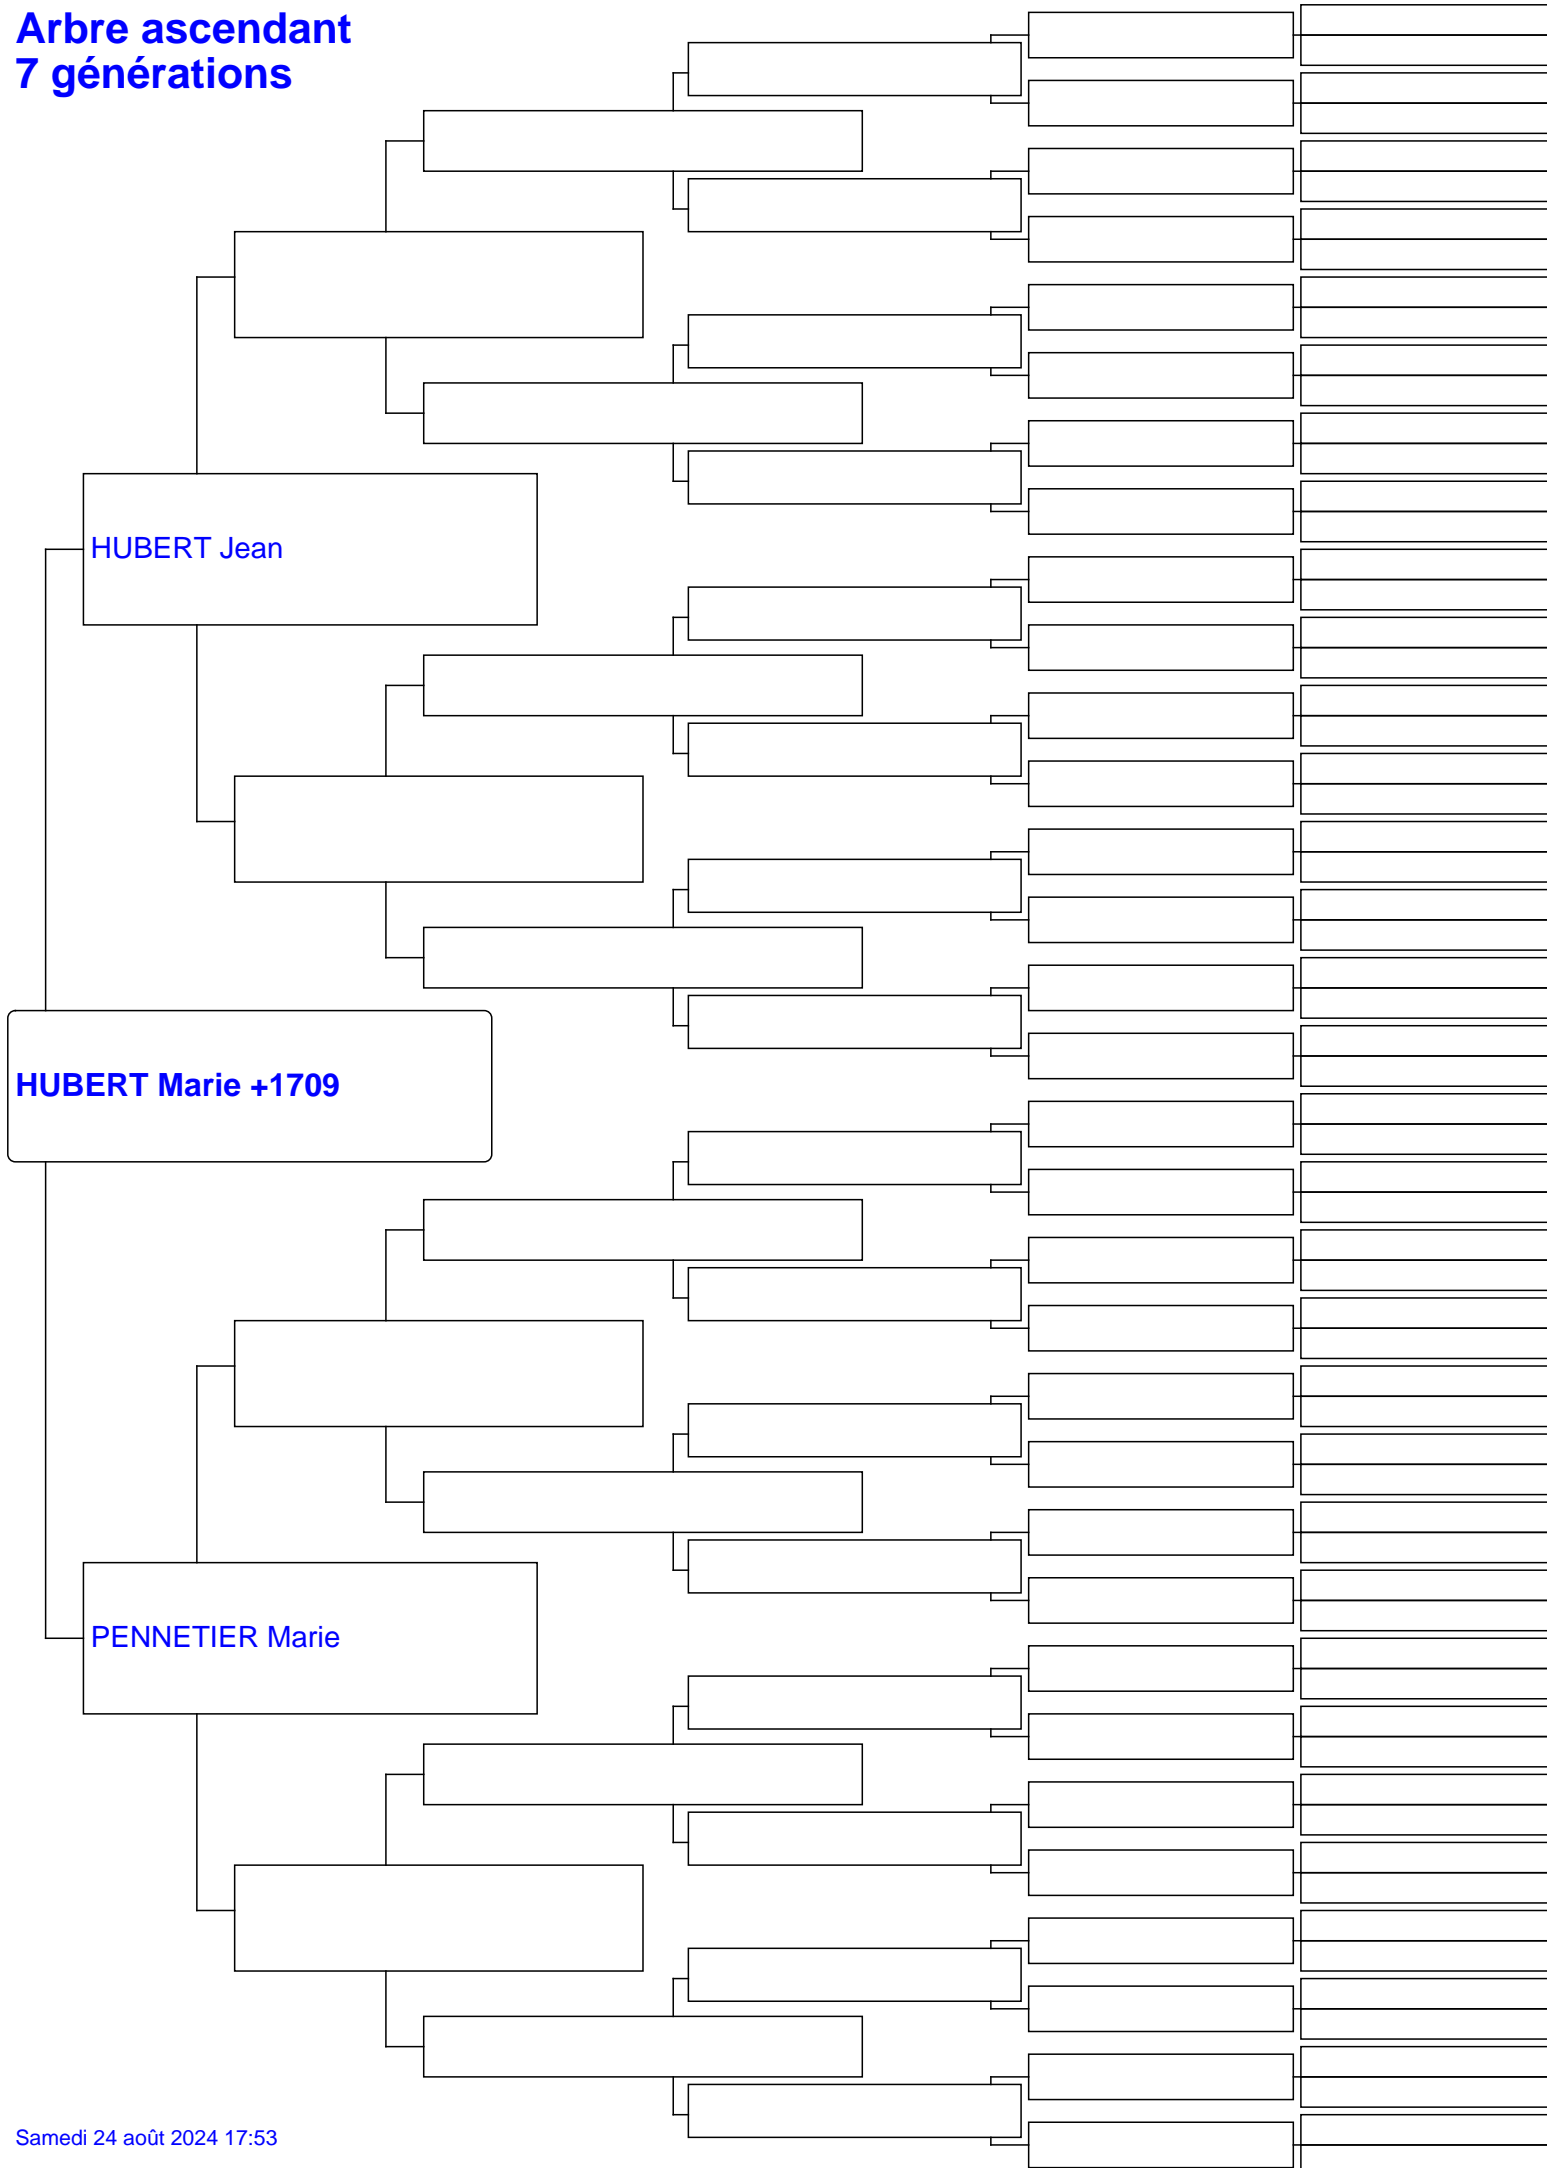 Arbre ascendant
7 générations
HUBERT Jean
HUBERT Marie +1709
PENNETIER Marie
Samedi 24 août 2024 17:53